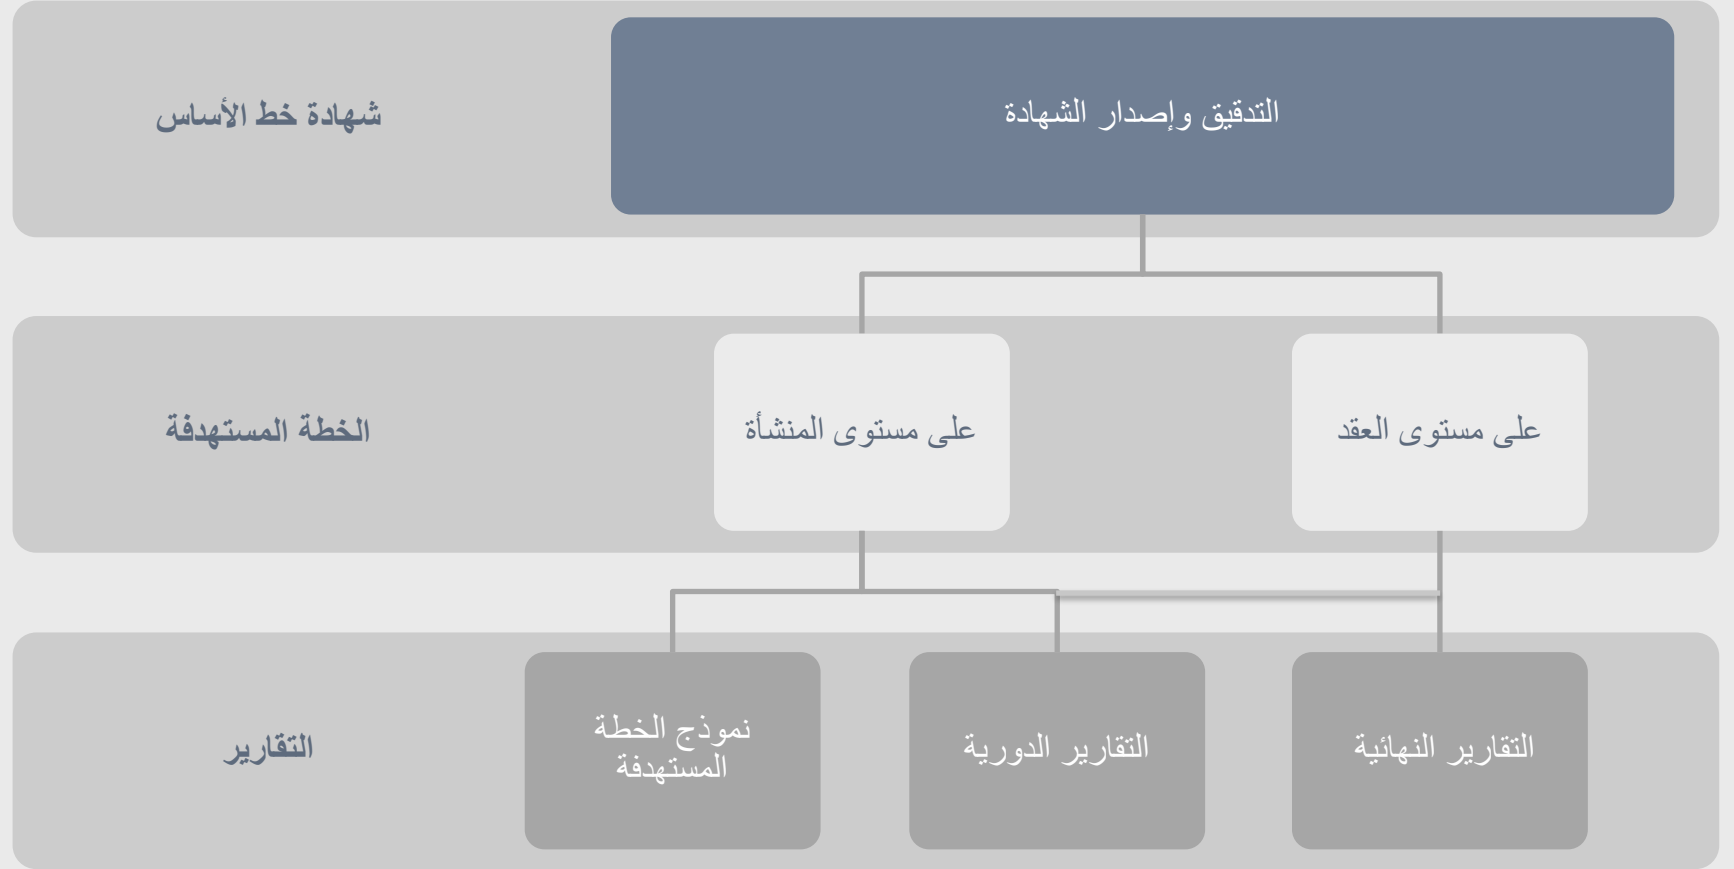 التدقيق وإصدار الشهادة
شهادة خط الأساس
على مستوى العقد
على مستوى المنشأة
الخطة المستهدفة
التقارير النهائية
التقارير الدورية
نموذج الخطة
المستهدفة
التقارير